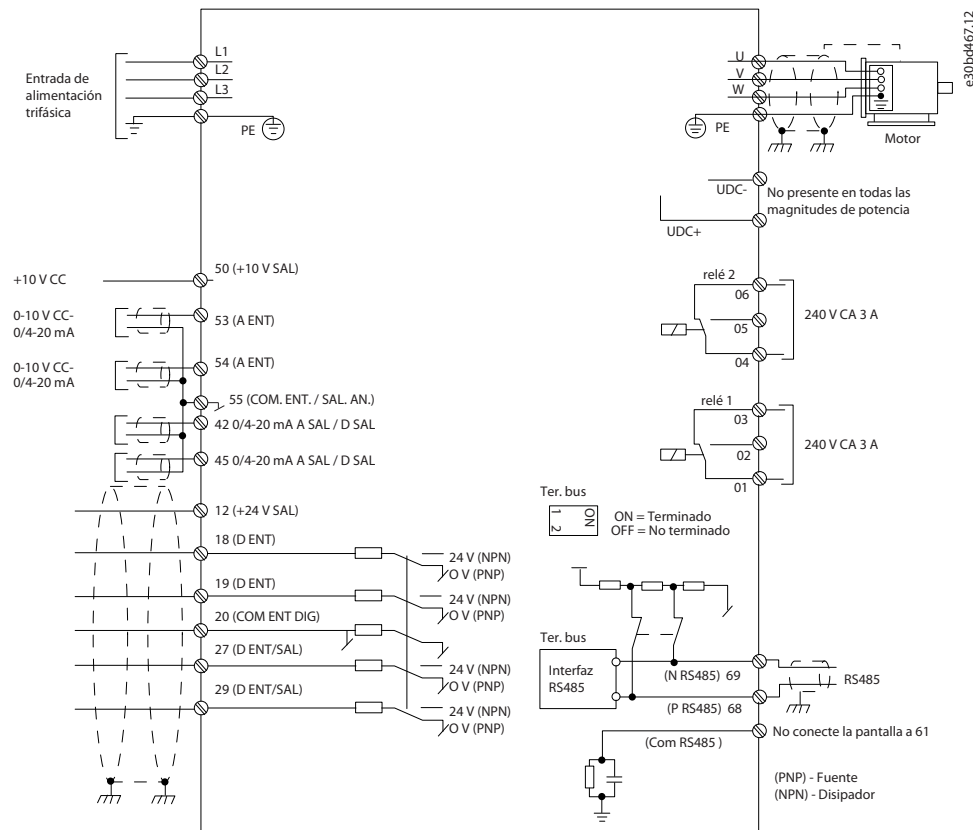 e30bd467.12
Entrada de
alimentación
trifásica
L1
L2
L3
PE
U
V
W
PE
Motor
UDC-
No presente en todas las
magnitudes de potencia
UDC+
+10 V CC
50 (+10 V SAL)
0-10 V CC-
0/4-20 mA
53 (A ENT)
0-10 V CC-
0/4-20 mA
54 (A ENT)
55 (COM. ENT. / SAL. AN.)
42 0/4-20 mA A SAL / D SAL
45 0/4-20 mA A SAL / D SAL
12 (+24 V SAL)
18 (D ENT)
24 V (NPN)
O V (PNP)
19 (D ENT)
24 V (NPN)
O V (PNP)
20 (COM ENT DIG)
27 (D ENT/SAL)
24 V (NPN)
O V (PNP)
29 (D ENT/SAL)
24 V (NPN)
O V (PNP)
relé 2
06
05
04
240 V CA 3 A
relé 1
03
02
01
240 V CA 3 A
Ter. bus
1 2
ON
ON = Terminado
OFF = No terminado
Ter. bus
Interfaz
RS485
(N RS485) 69
RS485
(P RS485) 68
(Com RS485 )
No conecte la pantalla a 61
(PNP) - Fuente
(NPN) - Disipador